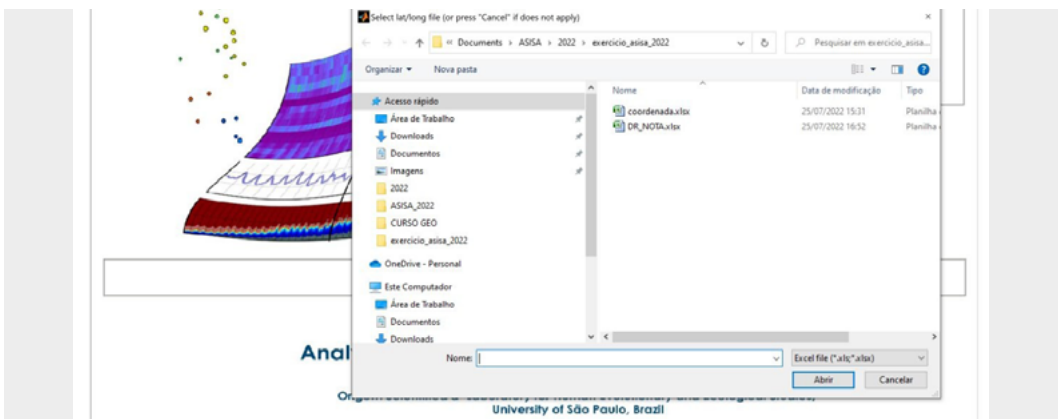 Select lat/long file (or press "Cancel" if does not apply)
« Documents › ASISA › 2022 › exercicio_asisa_2022
Pesquisar em exercicio_asisa...
Organizar Nova pasta
Nome Data de modificação Tipo
Acesso rápido
Área de Trabalho
Downloads
Documentos
Imagens
2022
ASISA_2022
CURSO GEO
exercicio_asisa_2022
OneDrive - Personal
Este Computador
Área de Trabalho
Documentos
Downloads
coordenada.xlsx 25/07/2022 15:31 Planilha
DR_NOTA.xlsx 25/07/2022 16:52 Planilha
Nome: Excel file (*.xls;*.xlsx)
Abrir Cancelar
Anal
University of São Paulo, Brazil